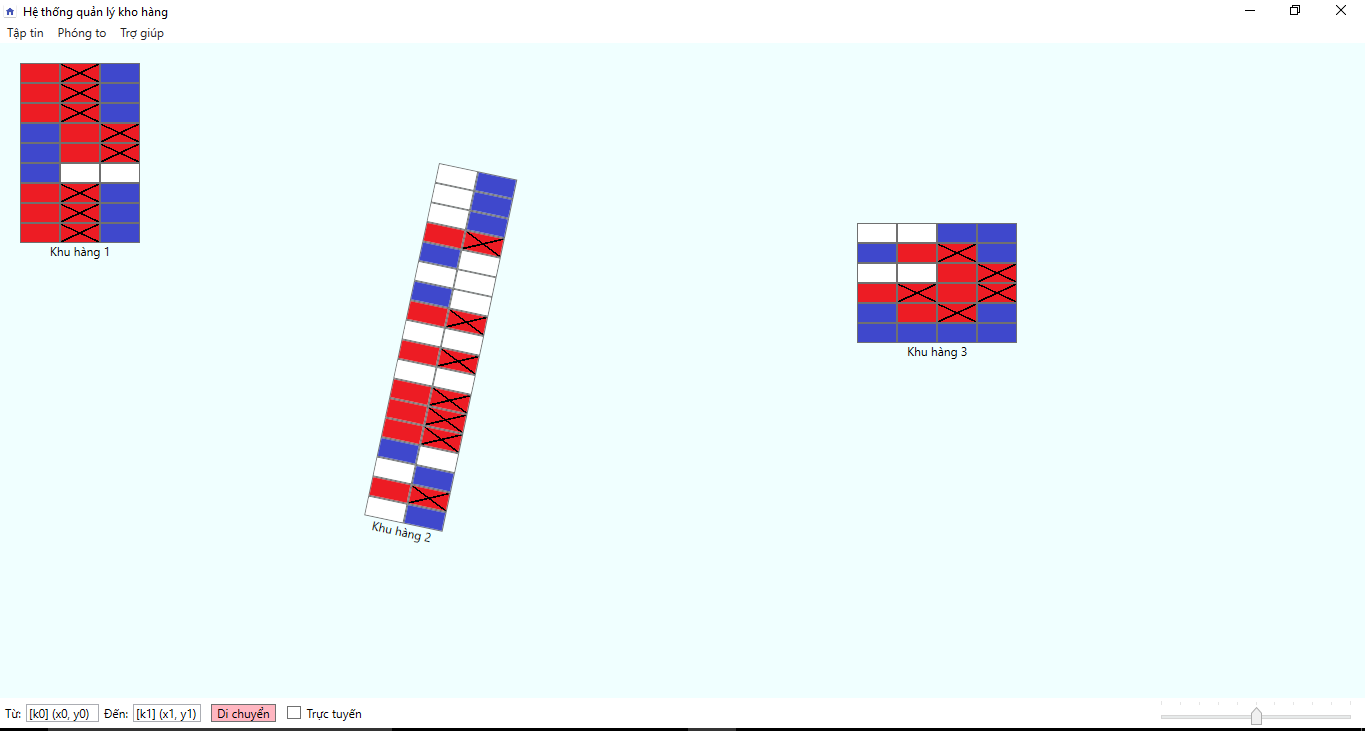 Hệ thống quản lý kho hàng
Tập tin Phóng to Trợ giúp
Khu hàng 1
Khu hàng 2
Khu hàng 3
Từ: [k0] (x0, y0) Đến: [k1] (x1, y1) Di chuyển Trực tuyến